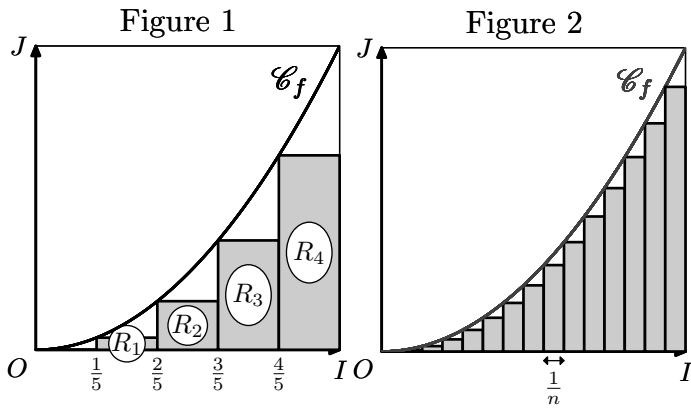 Figure 1
J
𝒞f
R1
R2
R3
R4
O
1/5
2/5
3/5
4/5
I
Figure 2
J
𝒞f
O
1/n
I